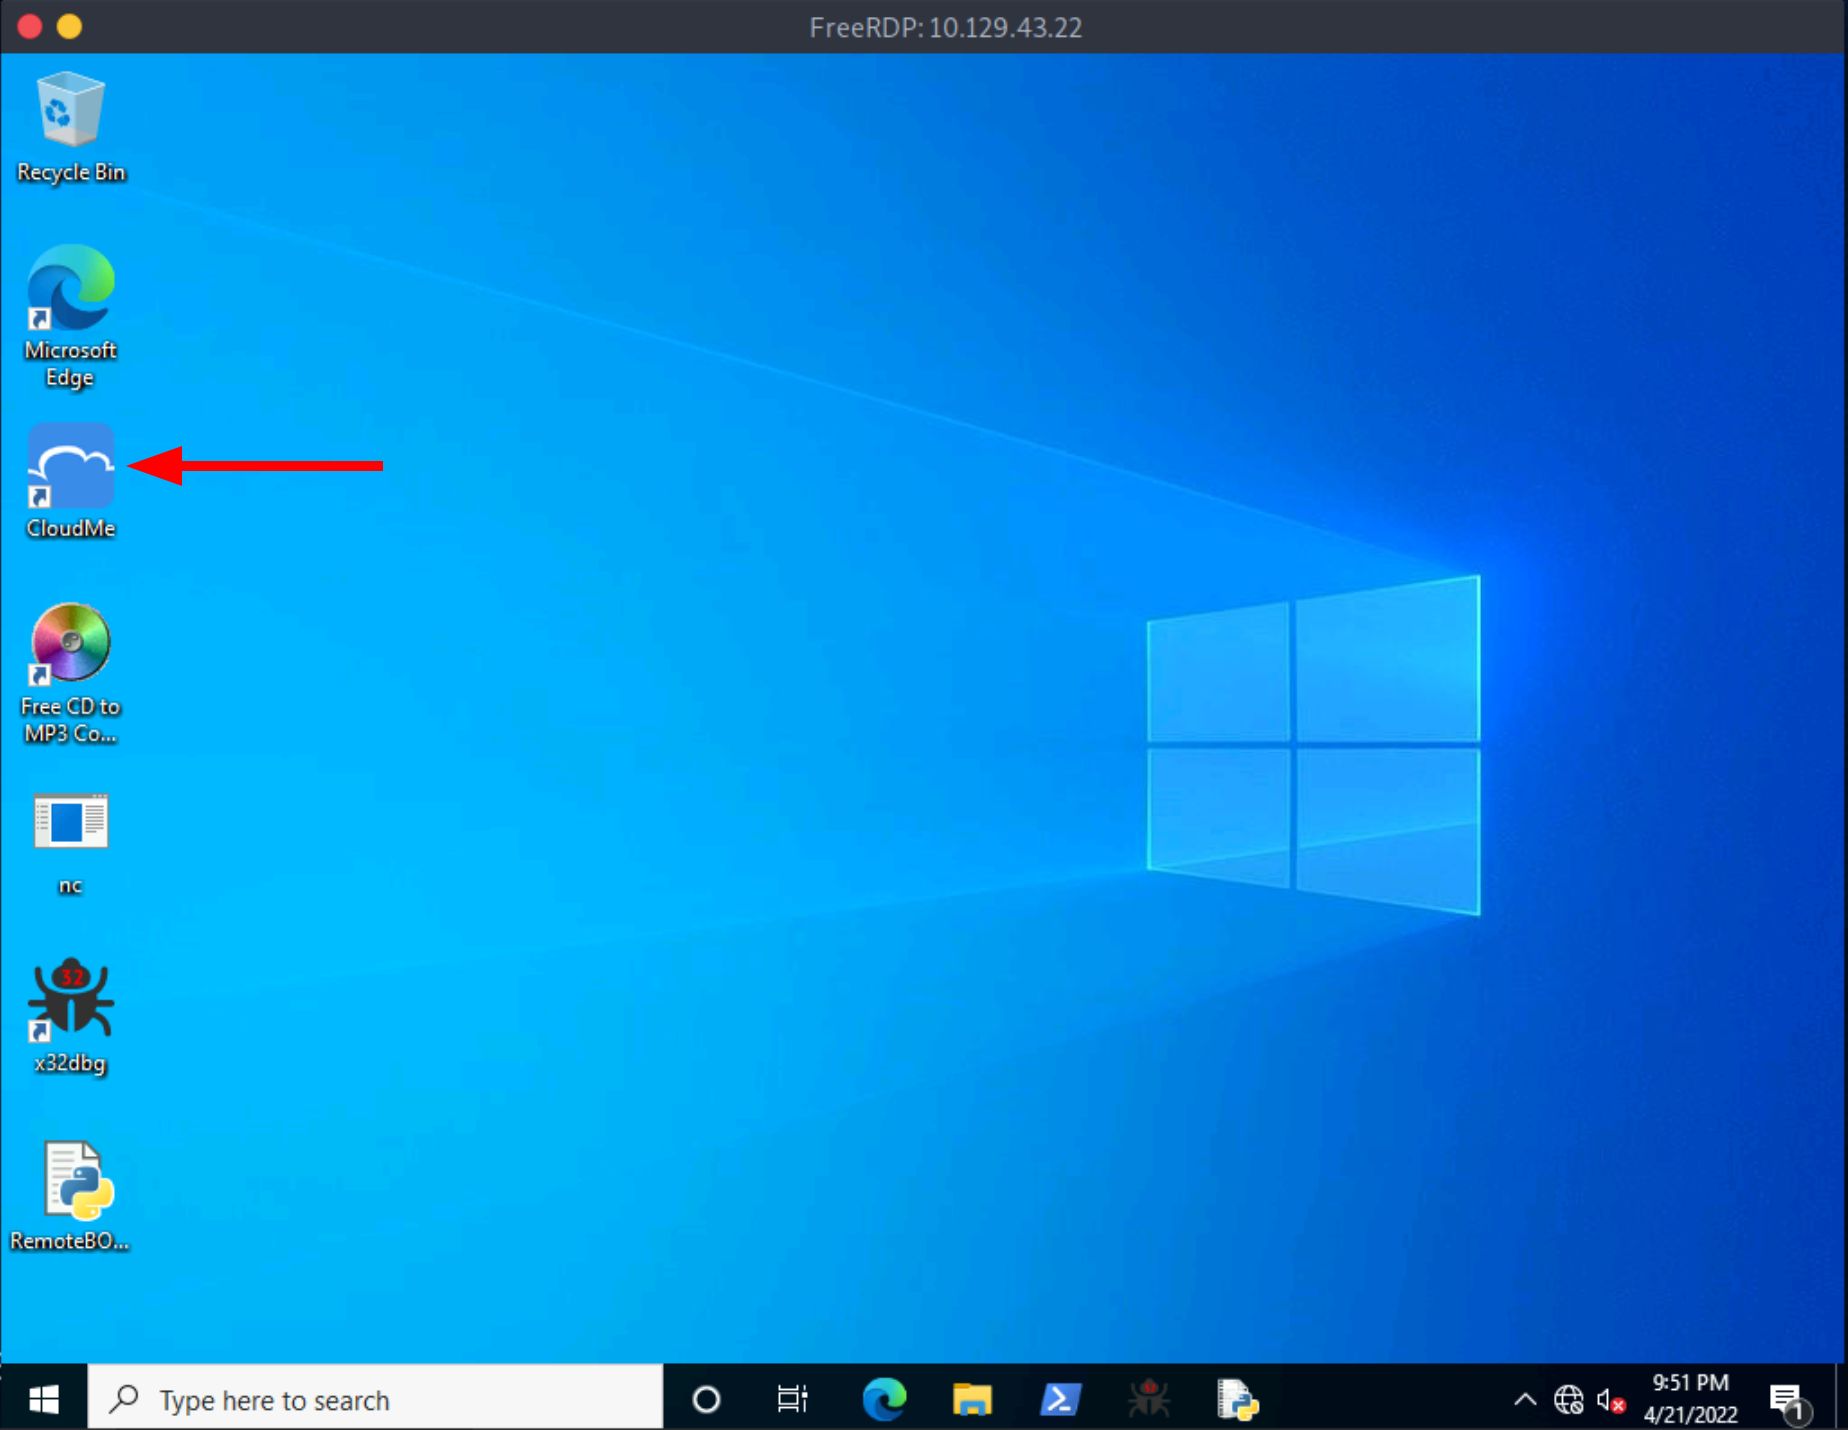 FreeRDP: 10.129.43.22
Recycle Bin
Microsoft
Edge
CloudMe
Free CD to
MP3 Co...
nc
32
x32dbg
RemoteBO...
Type here to search
9:51 PM
4/21/2022
1